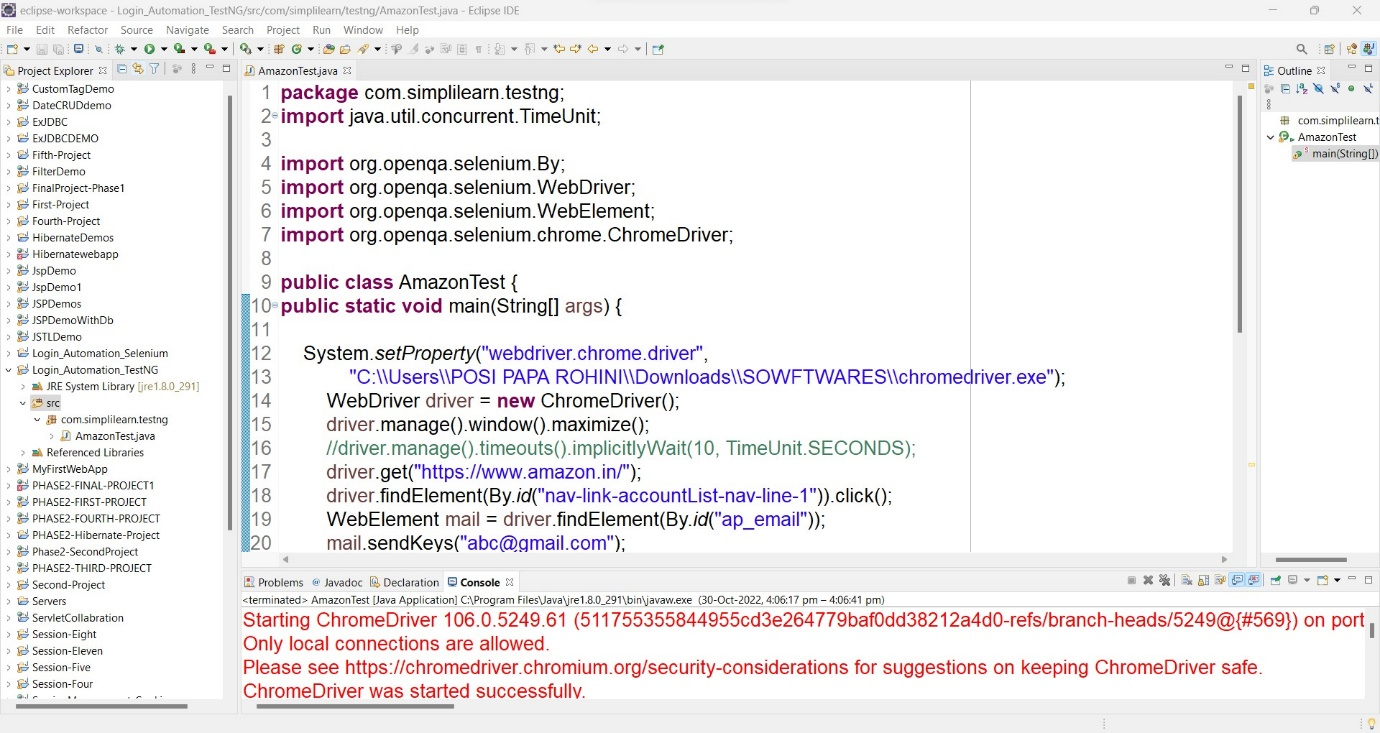 eclipse-workspace - Login_Automation_TestNG/src/com/simplilearn/testng/AmazonTest.java - Eclipse IDE
File Edit Refactor Source Navigate Search Project Run Window Help
Project Explorer
CustomTagDemo
DateCRUDdemo
ExJDBC
ExJDBCDEMO
Fifth-Project
FilterDemo
FinalProject-Phase1
First-Project
Fourth-Project
HibernateDemos
Hibernatewebapp
JspDemo
JspDemo1
JSPDemos
JSPDemoWithDb
JSTLDemo
Login_Automation_Selenium
Login_Automation_TestNG
JRE System Library [jre1.8.0_291]
src
com.simplilearn.testng
AmazonTest.java
Referenced Libraries
MyFirstWebApp
PHASE2-FINAL-PROJECT1
PHASE2-FIRST-PROJECT
PHASE2-FOURTH-PROJECT
PHASE2-Hibernate-Project
Phase2-SecondProject
PHASE2-THIRD-PROJECT
Second-Project
Servers
ServletCollabration
Session-Eight
Session-Eleven
Session-Five
Session-Four
AmazonTest.java
1 package com.simplilearn.testng;
2 import java.util.concurrent.TimeUnit;
3
4 import org.openqa.selenium.By;
5 import org.openqa.selenium.WebDriver;
6 import org.openqa.selenium.WebElement;
7 import org.openqa.selenium.chrome.ChromeDriver;
8
9 public class AmazonTest {
10 public static void main(String[] args) {
11
12 System.setProperty("webdriver.chrome.driver",
13 "C:\\Users\\POSI PAPA ROHINI\\Downloads\\SOWFTWARES\\chromedriver.exe");
14 WebDriver driver = new ChromeDriver();
15 driver.manage().window().maximize();
16 //driver.manage().timeouts().implicitlyWait(10, TimeUnit.SECONDS);
17 driver.get("https://www.amazon.in/");
18 driver.findElement(By.id("nav-link-accountList-nav-line-1")).click();
19 WebElement mail = driver.findElement(By.id("ap_email"));
20 mail.sendKeys("abc@gmail.com");
Outline
com.simplilearn.t
AmazonTest
main(String[])
Problems Javadoc Declaration Console
<terminated> AmazonTest [Java Application] C:\Program Files\Java\jre1.8.0_291\bin\javaw.exe (30-Oct-2022, 4:06:17 pm – 4:06:41 pm)
Starting ChromeDriver 106.0.5249.61 (511755355844955cd3e264779baf0dd38212a4d0-refs/branch-heads/5249@{#569}) on port
Only local connections are allowed.
Please see https://chromedriver.chromium.org/security-considerations for suggestions on keeping ChromeDriver safe.
ChromeDriver was started successfully.